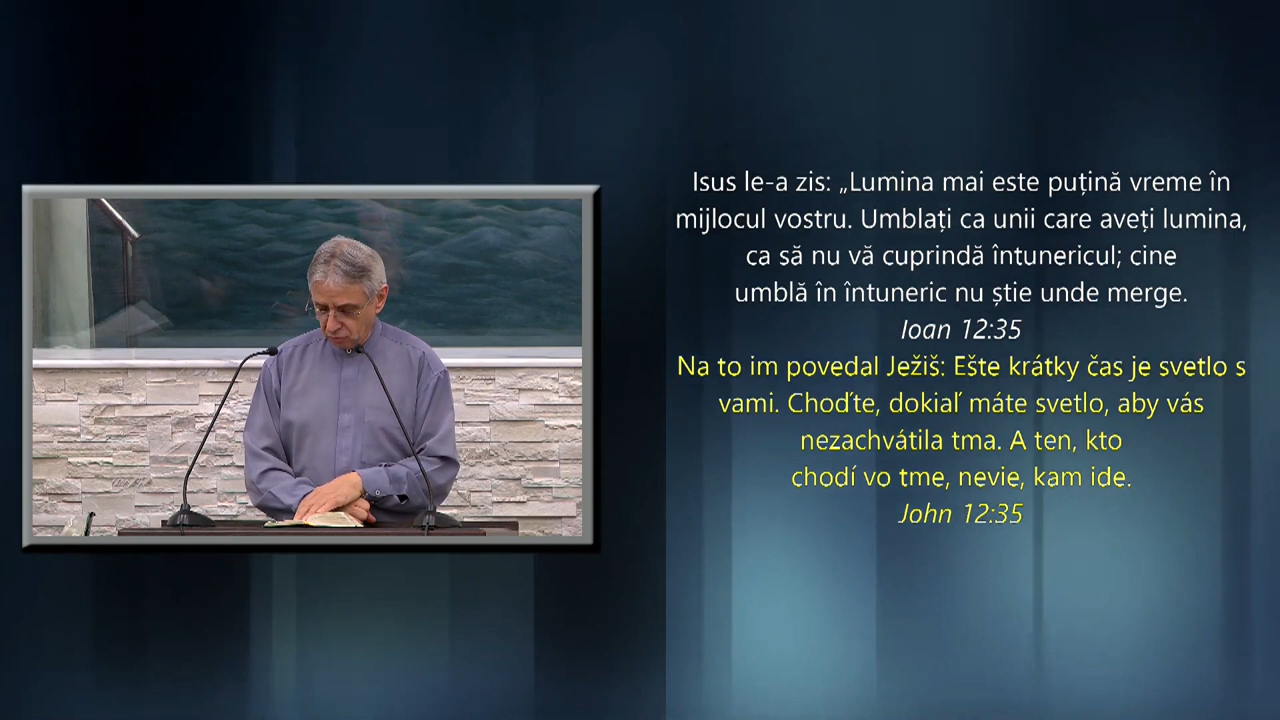 Isus le-a zis: „Lumina mai este puțină vreme în
mijlocul vostru. Umblați ca unii care aveți lumina,
ca să nu vă cuprindă întunericul; cine
umblă în întuneric nu știe unde merge.
Ioan 12:35
Na to im povedal Ježiš: Ešte krátky čas je svetlo s
vami. Choďte, dokiaľ máte svetlo, aby vás
nezachvátila tma. A ten, kto
chodí vo tme, nevie, kam ide.
John 12:35